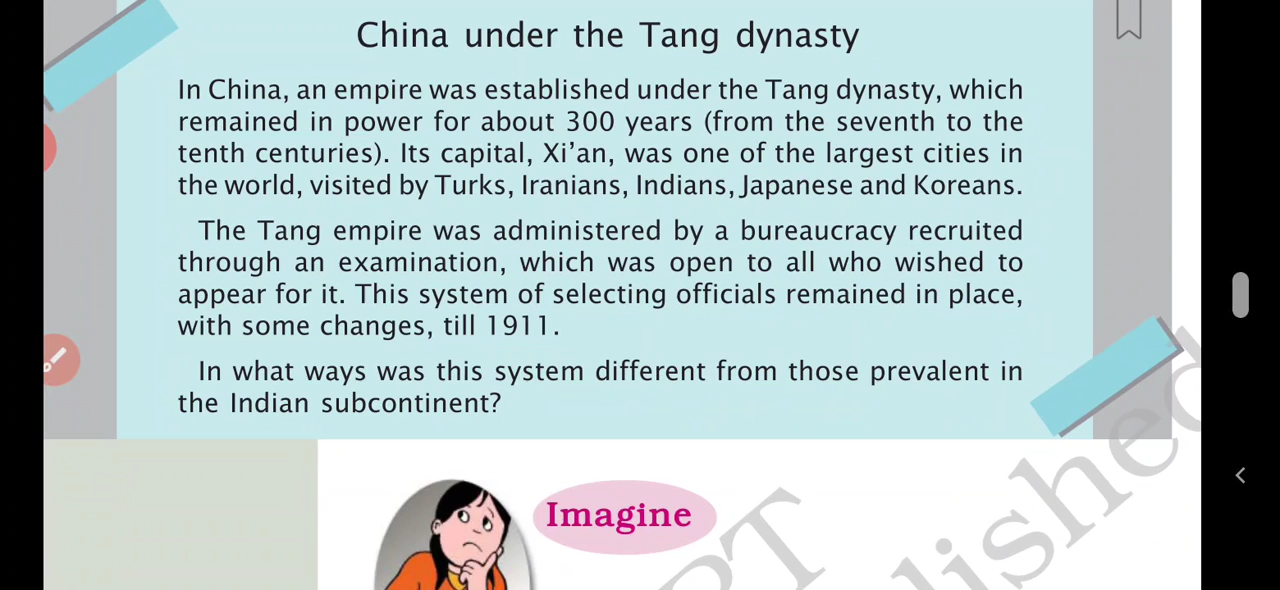 China under the Tang dynasty
In China, an empire was established under the Tang dynasty, which
remained in power for about 300 years (from the seventh to the
tenth centuries). Its capital, Xi’an, was one of the largest cities in
the world, visited by Turks, Iranians, Indians, Japanese and Koreans.
The Tang empire was administered by a bureaucracy recruited
through an examination, which was open to all who wished to
appear for it. This system of selecting officials remained in place,
with some changes, till 1911.
In what ways was this system different from those prevalent in
the Indian subcontinent?
Imagine